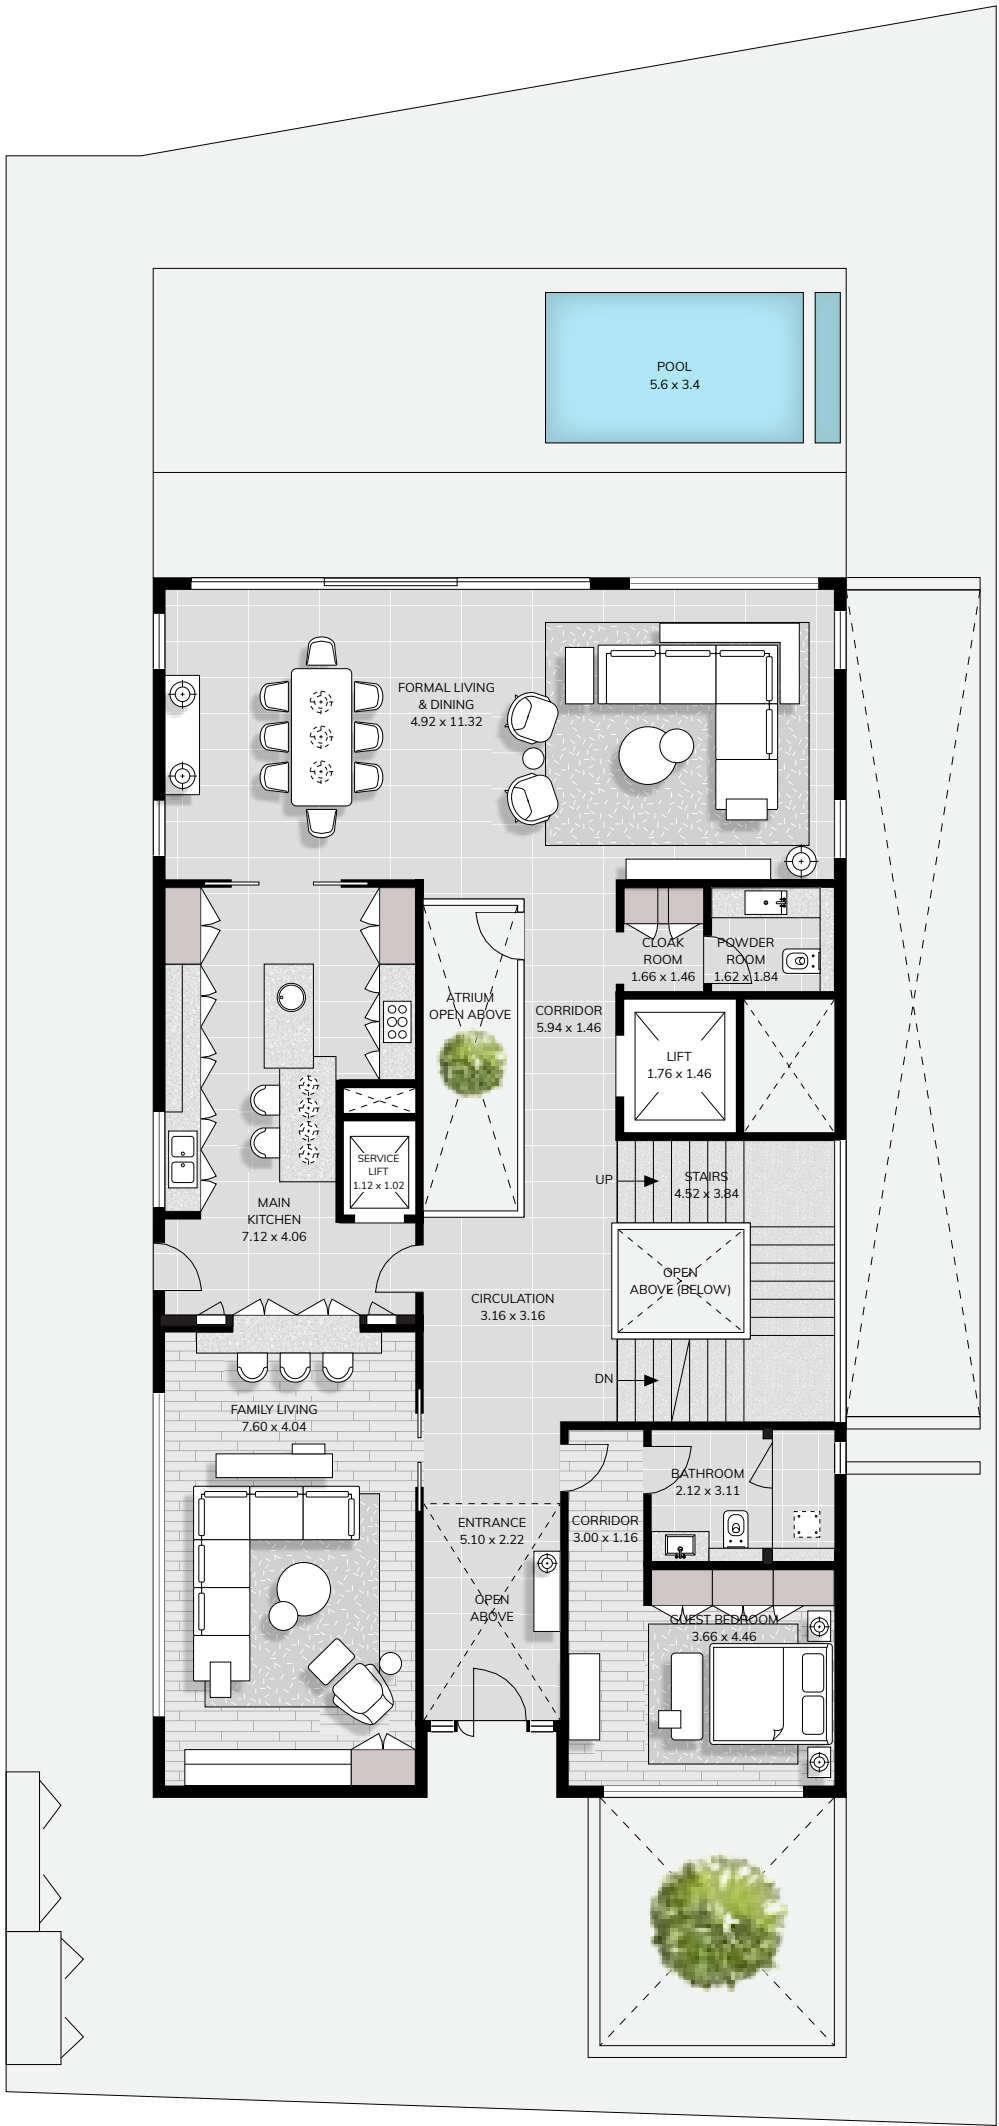 POOL
5.6 x 3.4
FORMAL LIVING
& DINING
4.92 x 11.32
CLOAK
ROOM
1.66 x 1.46
POWDER
ROOM
1.62 x 1.84
ATRIUM
OPEN ABOVE
CORRIDOR
5.94 x 1.46
LIFT
1.76 x 1.46
SERVICE
LIFT
1.12 x 1.02
UP
STAIRS
4.52 x 3.84
MAIN
KITCHEN
7.12 x 4.06
OPEN
ABOVE (BELOW)
CIRCULATION
3.16 x 3.16
DN
FAMILY LIVING
7.60 x 4.04
BATHROOM
2.12 x 3.11
ENTRANCE
5.10 x 2.22
CORRIDOR
3.00 x 1.16
OPEN
ABOVE
GUEST BEDROOM
3.66 x 4.46